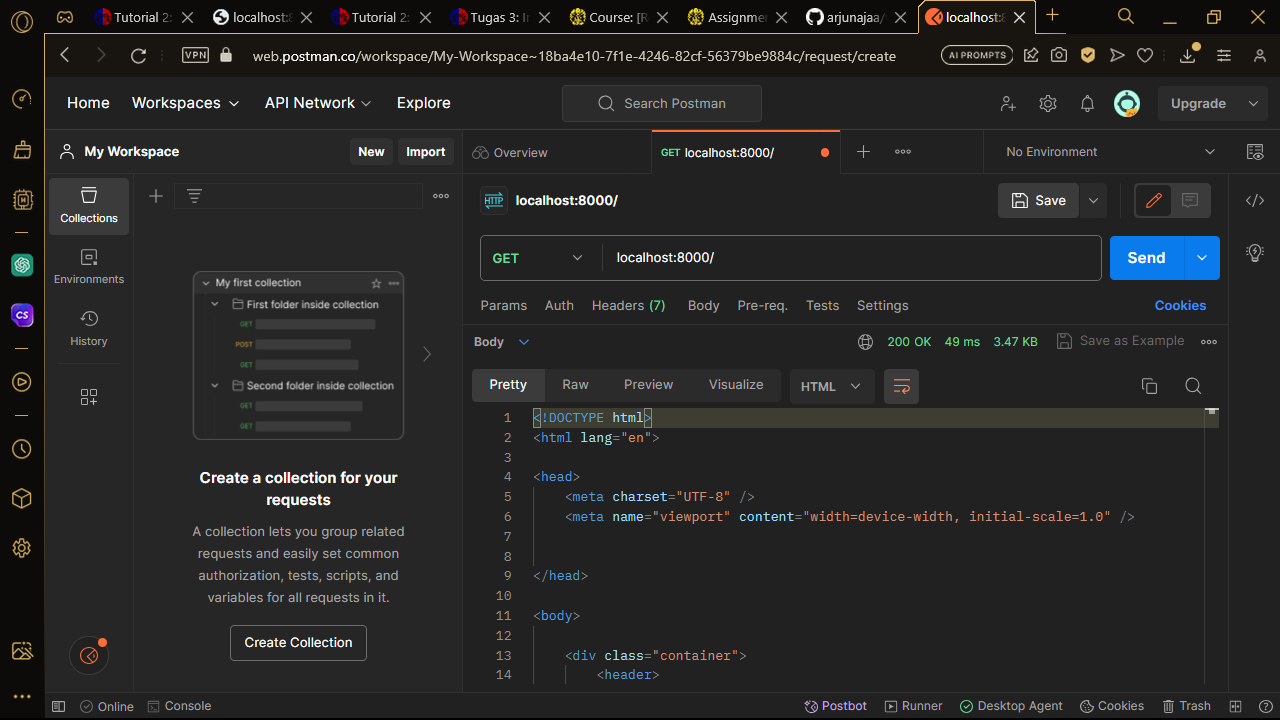 Tutorial 2:
localhost:8
Tutorial 2:
Tugas 3: In
Course: [R
Assignmen
arjunajaa/
localhost:8
VPN
web.postman.co/workspace/My-Workspace~18ba4e10-7f1e-4246-82cf-56379be9884c/request/create
AI PROMPTS
Home
Workspaces
API Network
Explore
Search Postman
Upgrade
My Workspace
New
Import
Overview
GET localhost:8000/
No Environment
Collections
Environments
History
My first collection
First folder inside collection
GET
POST
GET
Second folder inside collection
GET
GET
Create a collection for your
requests
A collection lets you group related
requests and easily set common
authorization, tests, scripts, and
variables for all requests in it.
Create Collection
HTTP
localhost:8000/
Save
GET
localhost:8000/
Send
Params
Auth
Headers (7)
Body
Pre-req.
Tests
Settings
Cookies
Body
200 OK
49 ms
3.47 KB
Save as Example
Pretty
Raw
Preview
Visualize
HTML
1 <!DOCTYPE html>
2 <html lang="en">
3
4 <head>
5 <meta charset="UTF-8" />
6 <meta name="viewport" content="width=device-width, initial-scale=1.0" />
7
8
9 </head>
10
11 <body>
12
13 <div class="container">
14 <header>
Online
Console
Postbot
Runner
Desktop Agent
Cookies
Trash